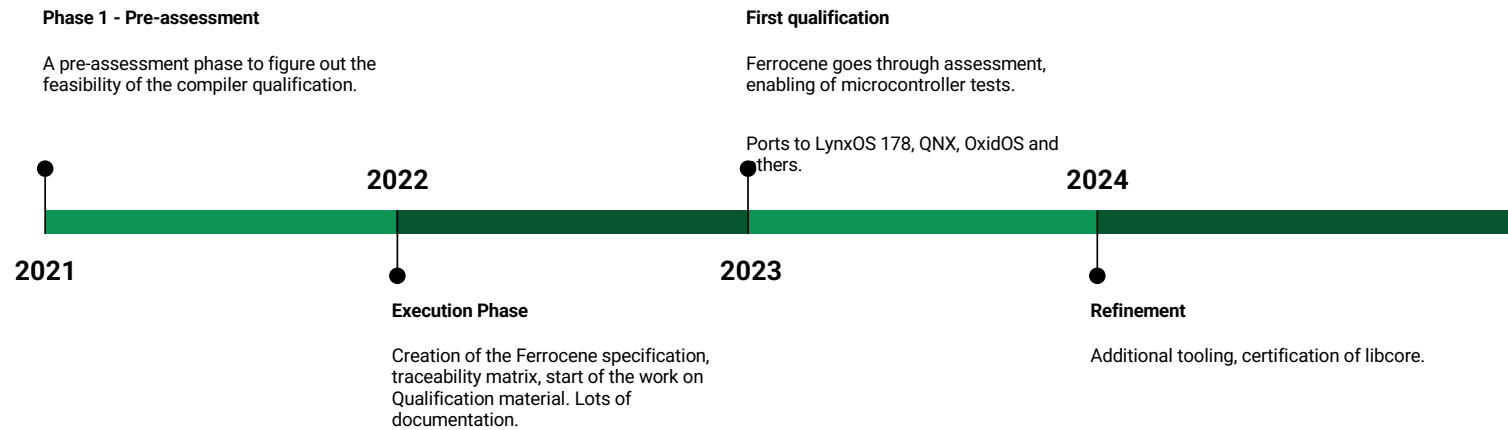 Phase 1 - Pre-assessment
A pre-assessment phase to figure out the
feasibility of the compiler qualification.
First qualification
Ferrocene goes through assessment,
enabling of microcontroller tests.
Ports to LynxOS 178, QNX, OxidOS and
others.
2022
2024
2021
2023
Execution Phase
Creation of the Ferrocene specification,
traceability matrix, start of the work on
Qualification material. Lots of
documentation.
Refinement
Additional tooling, certification of libcore.